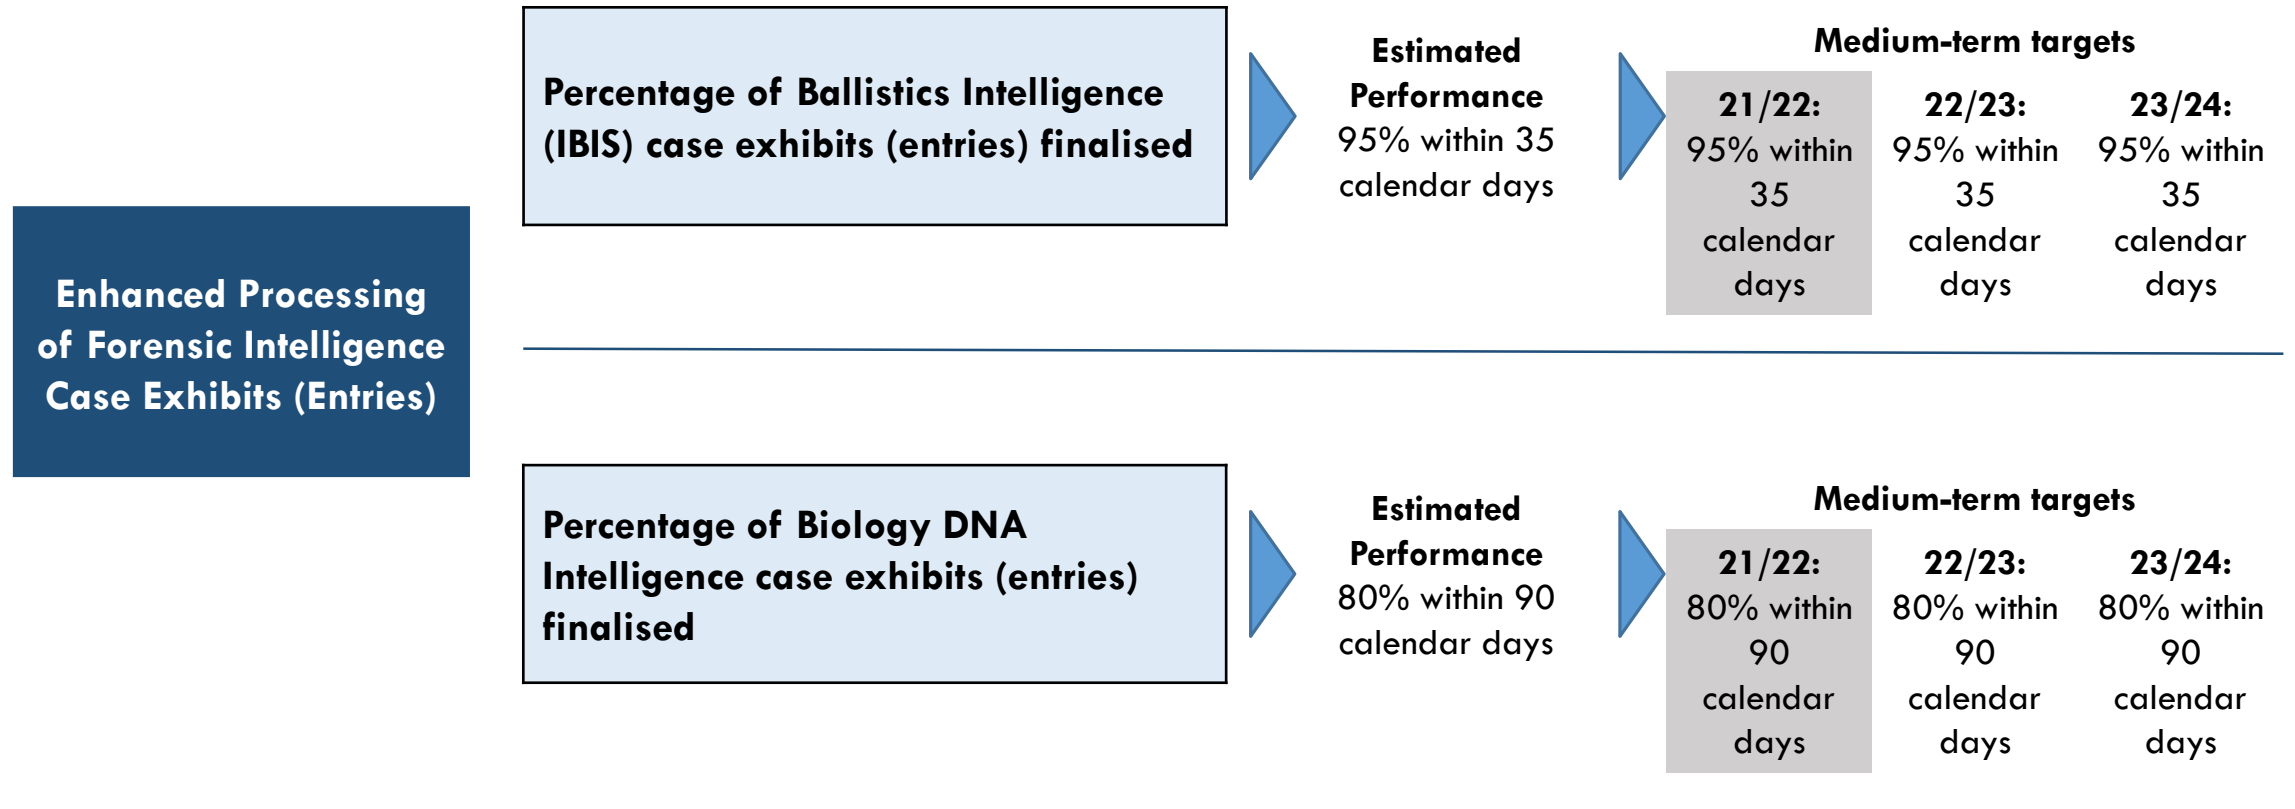 Enhanced Processing
of Forensic Intelligence
Case Exhibits (Entries)
Percentage of Ballistics Intelligence
(IBIS) case exhibits (entries) finalised
Estimated
Performance
95% within 35
calendar days
Medium-term targets
21/22:
95% within
35
calendar
days
22/23:
95% within
35
calendar
days
23/24:
95% within
35
calendar
days
Percentage of Biology DNA
Intelligence case exhibits (entries)
finalised
Estimated
Performance
80% within 90
calendar days
Medium-term targets
21/22:
80% within
90
calendar
days
22/23:
80% within
90
calendar
days
23/24:
80% within
90
calendar
days